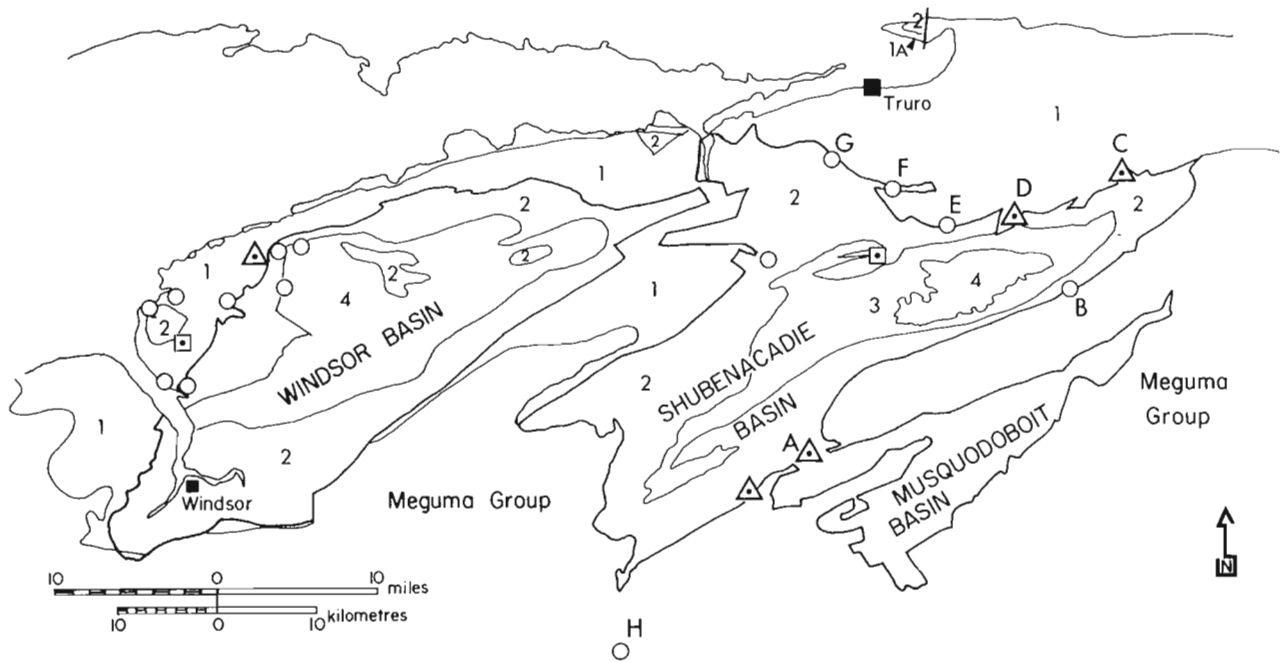 2
1A
Truro
1
C
G
2
1
F
2
D
E
2
2
2
1
2
4
3
4
1
B
2
WINDSOR BASIN
SHUBENACADIE
BASIN
2
Meguma
Group
1
A
2
MUSQUODOBOIT
BASIN
Windsor
Meguma Group
N
10 0 10 miles
10 0 10 kilometres
H